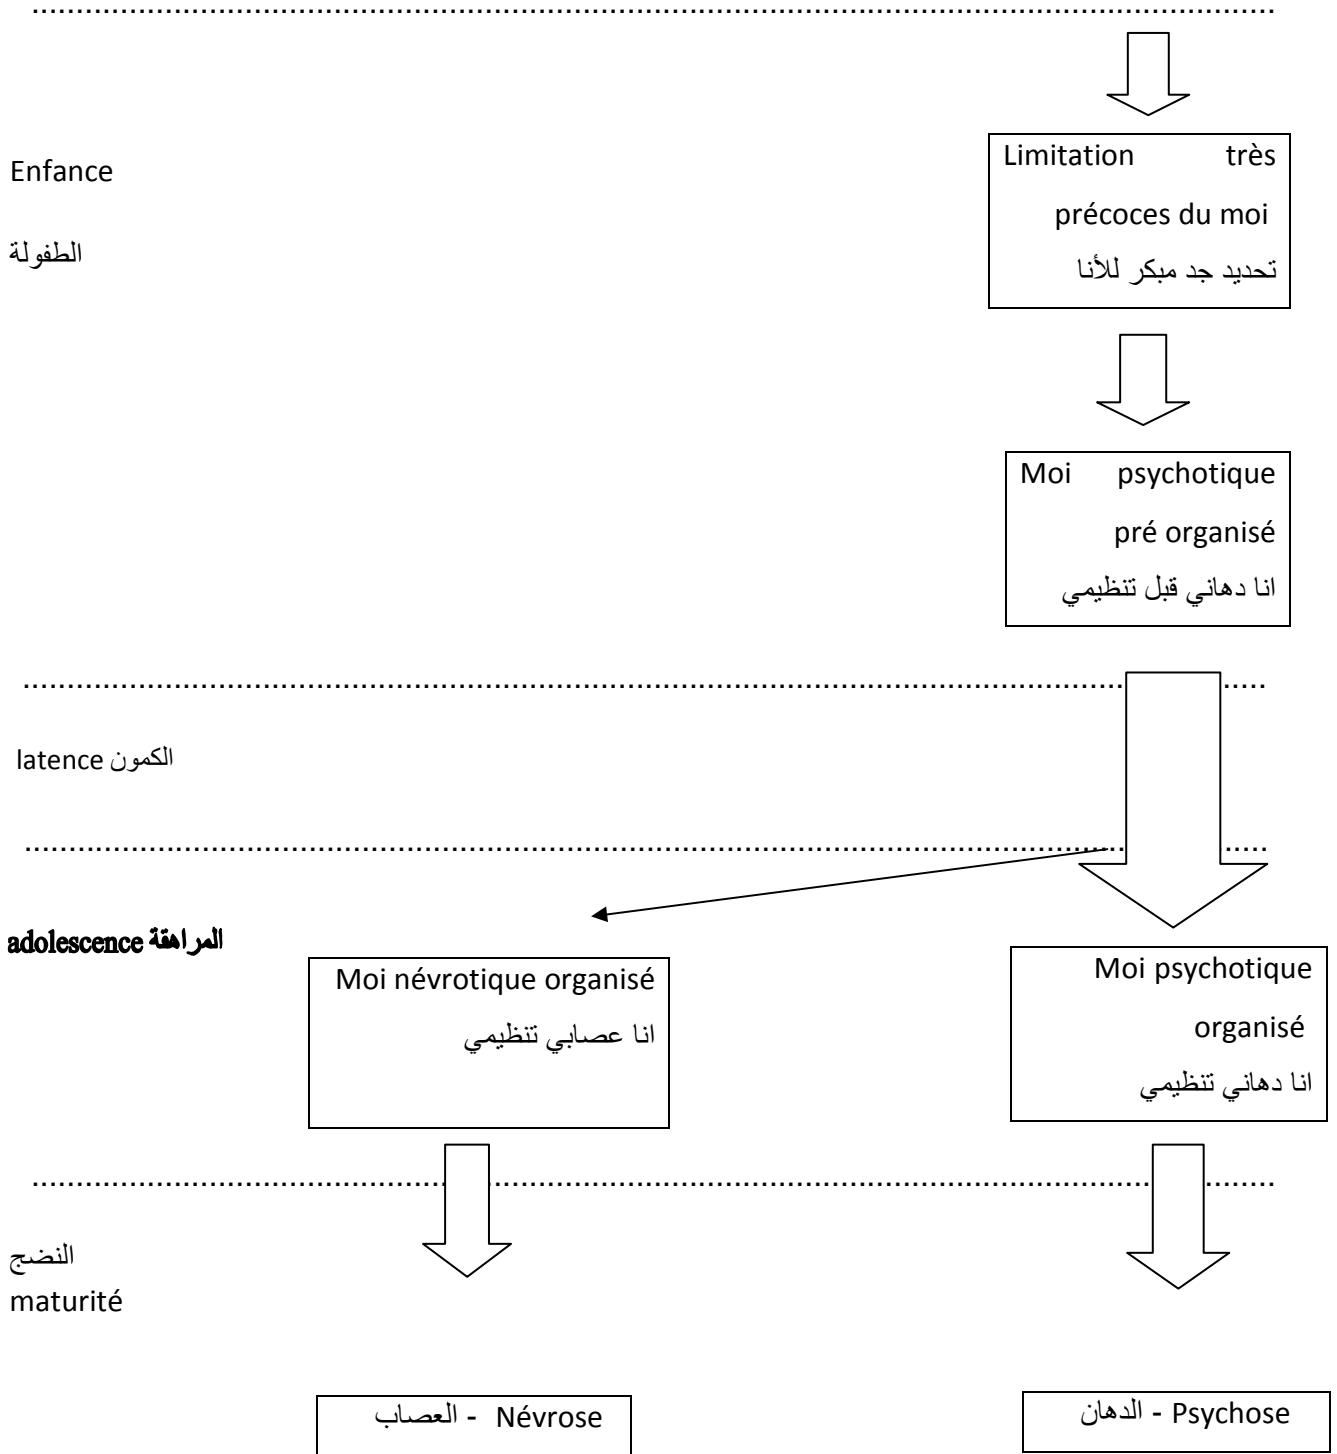 Enfance
الطفولة
Limitation très
précoces du moi
تحديد جد مبكر للأنا
Moi psychotique
pré organisé
انا دهاني قبل تنظيمي
الكمون latence
المراهقة adolescence
Moi névrotique organisé
انا عصابي تنظيمي
Moi psychotique
organisé
انا دهاني تنظيمي
النضج
maturité
العصاب - Névrose
الدهان - Psychose